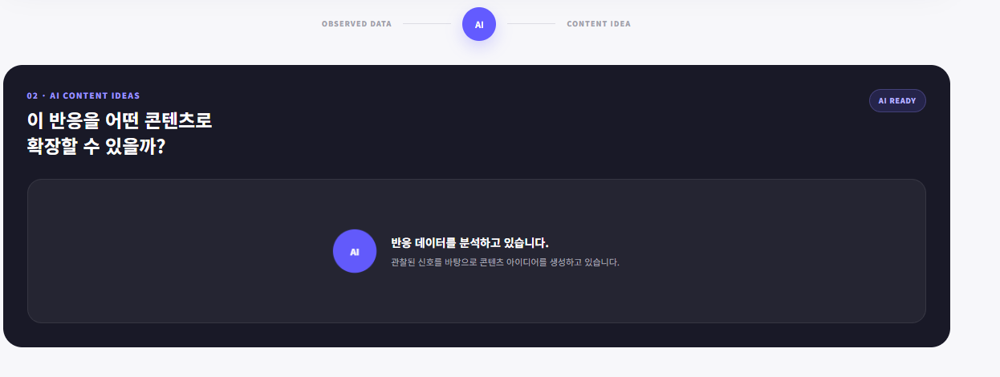 OBSERVED DATA
AI
CONTENT IDEA
02 · AI CONTENT IDEAS
AI READY
이 반응을 어떤 콘텐츠로
확장할 수 있을까?
AI
반응 데이터를 분석하고 있습니다.
관찰된 신호를 바탕으로 콘텐츠 아이디어를 생성하고 있습니다.